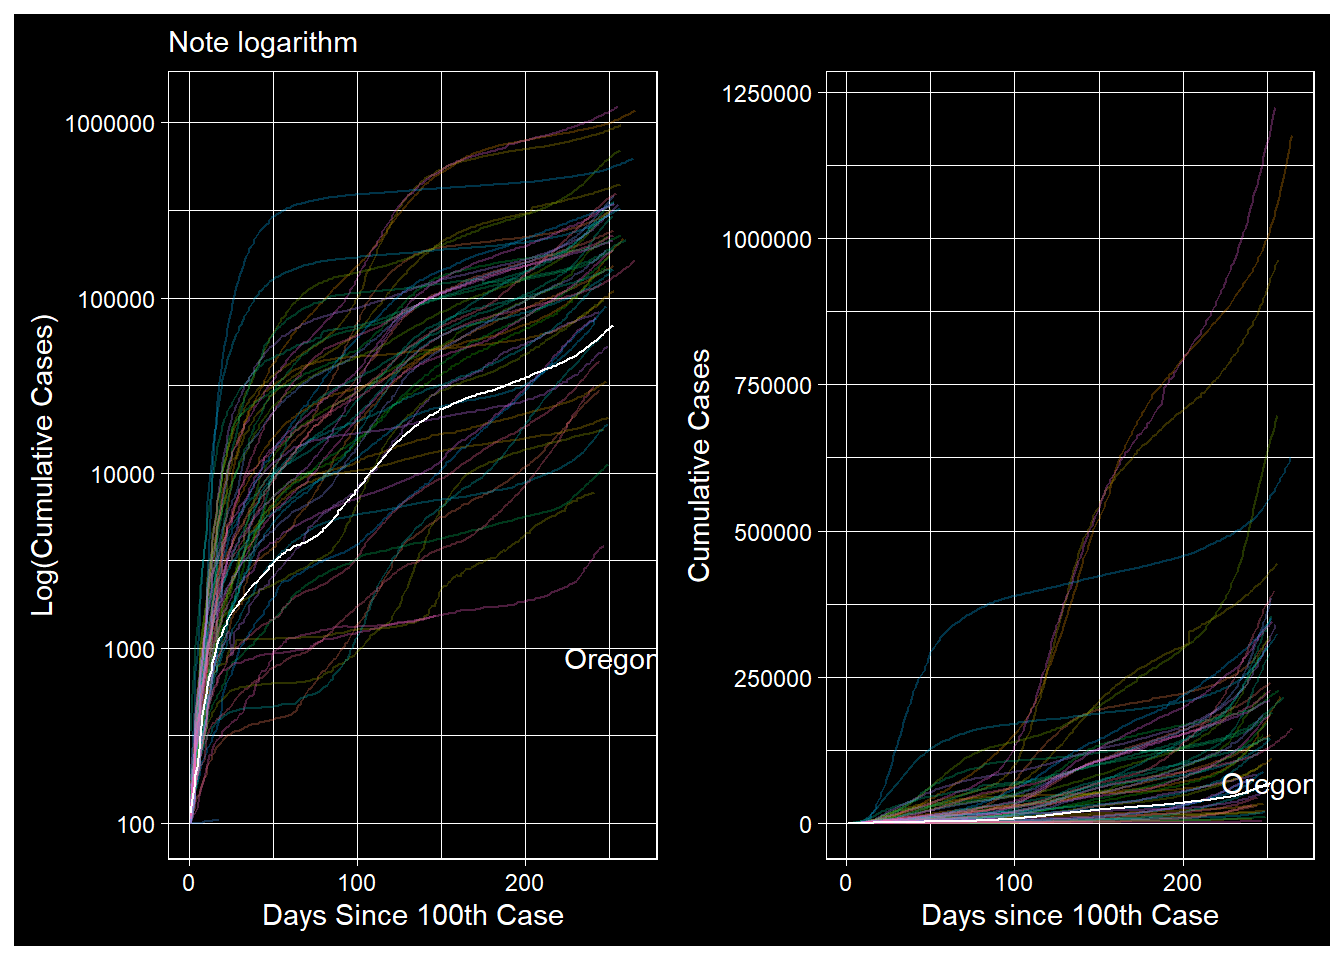 Note logarithm
Log(Cumulative Cases)
1000000
100000
10000
1000
100
Oregon
0
100
200
Days Since 100th Case
Cumulative Cases
1250000
1000000
750000
500000
250000
0
Oregon
0
100
200
Days since 100th Case